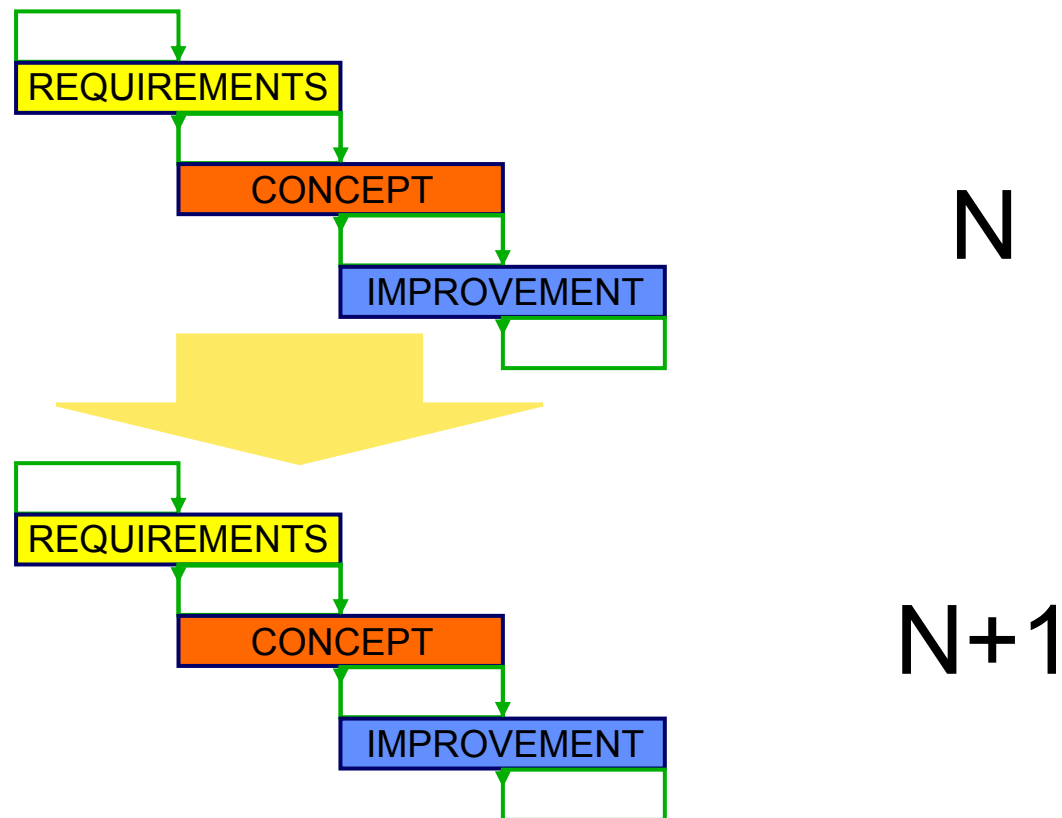 REQUIREMENTS
CONCEPT
N
IMPROVEMENT
REQUIREMENTS
CONCEPT
N+1
IMPROVEMENT